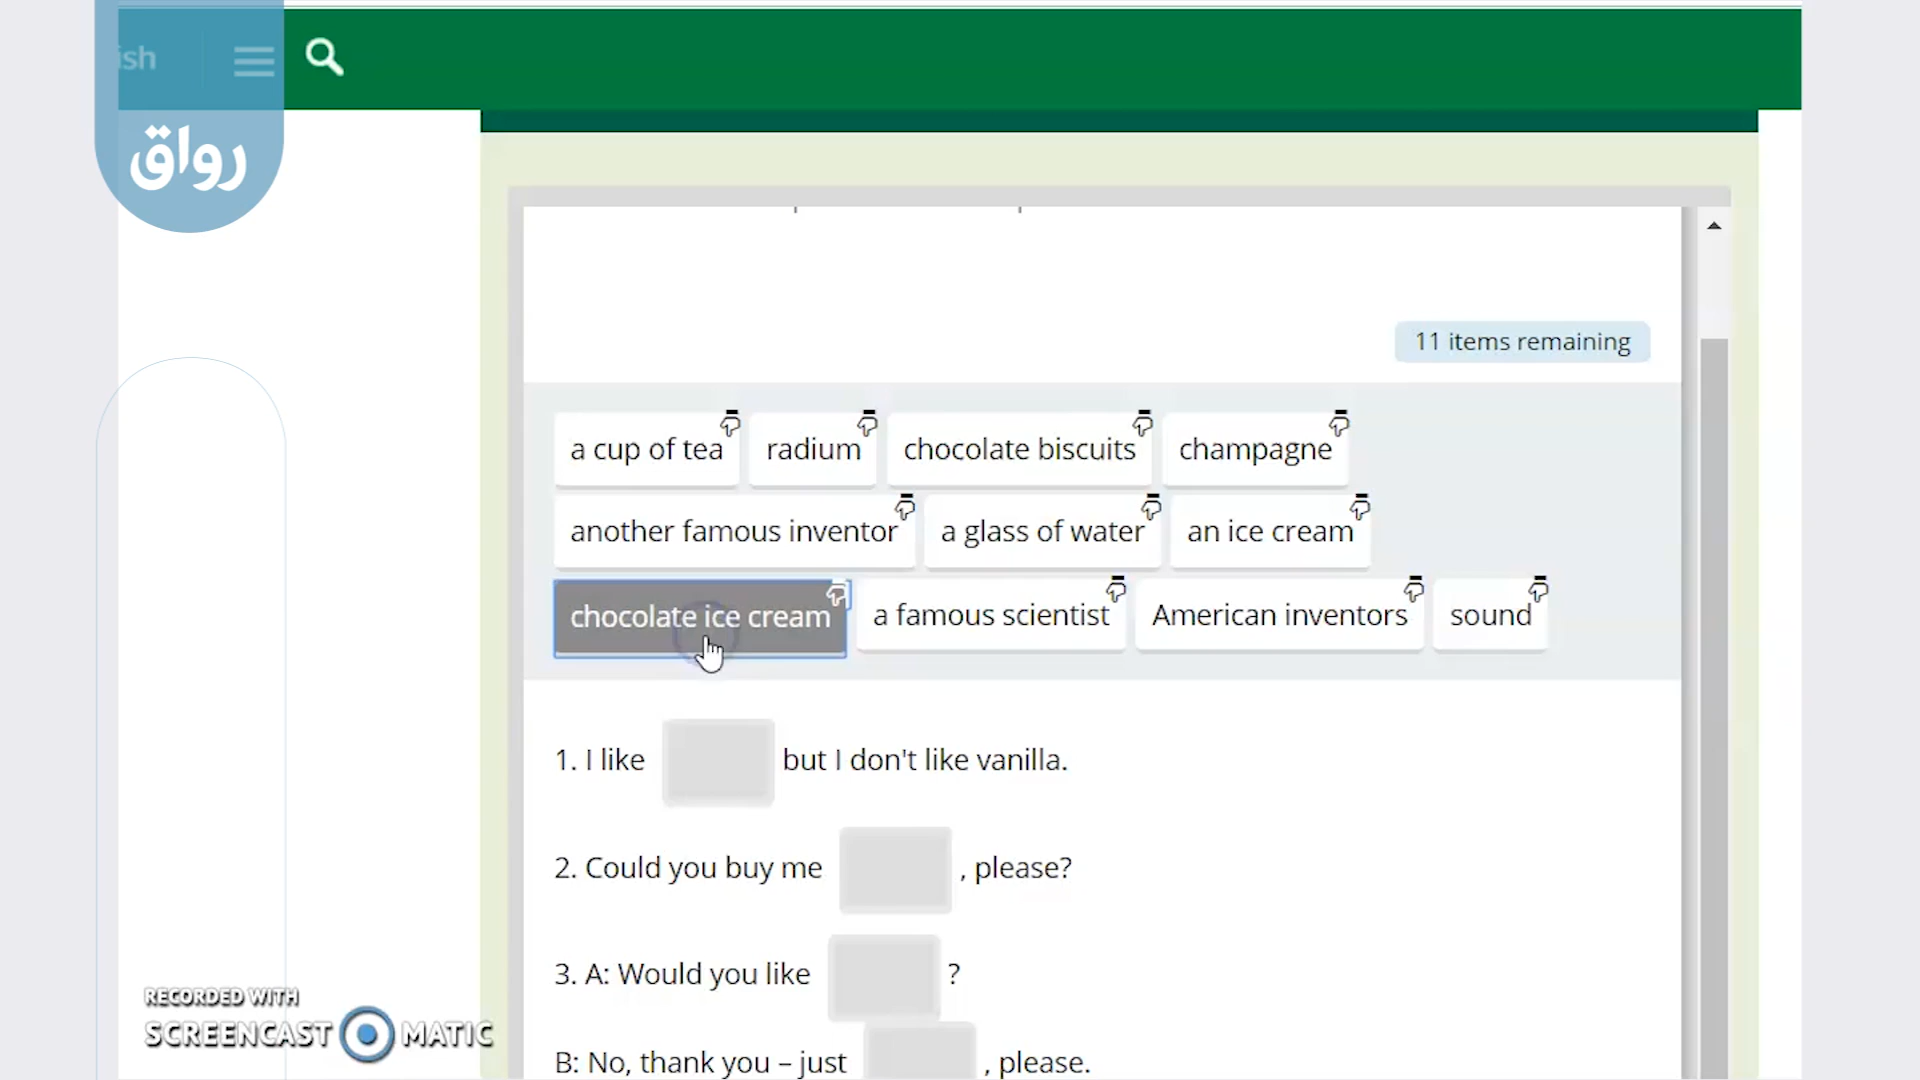 ish
رواق
11 items remaining
a cup of tea radium chocolate biscuits champagne
another famous inventor a glass of water an ice cream
chocolate ice cream a famous scientist American inventors sound
1. I like but I don't like vanilla.
2. Could you buy me , please?
3. A: Would you like ?
B: No, thank you – just , please.
RECORDED WITH
SCREENCAST MATIC